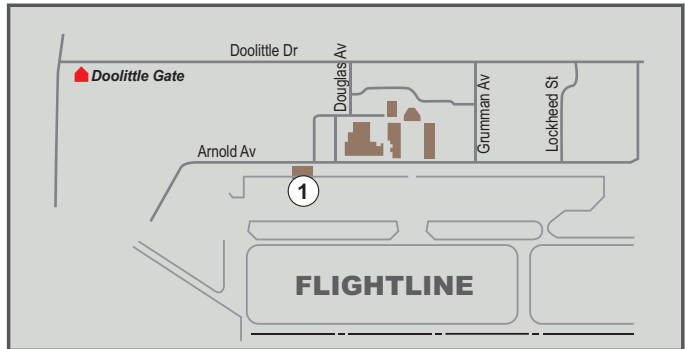 Doolittle Dr
Doolittle Gate
Douglas Av
Grumman Av
Lockheed St
Arnold Av
1
FLIGHTLINE